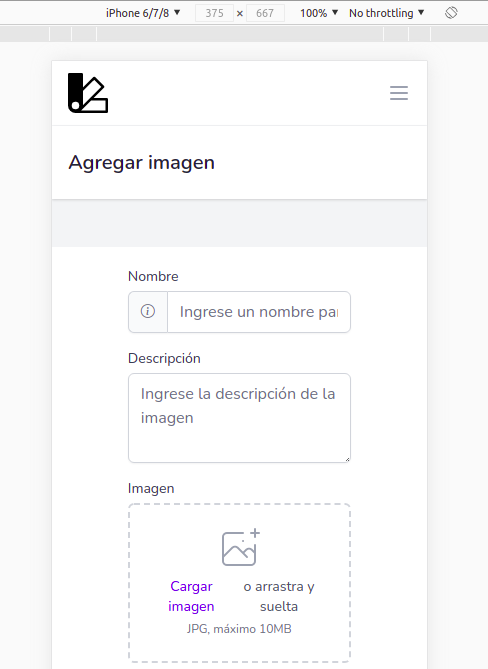 iPhone 6/7/8 ▼ 375 × 667 100% ▼ No throttling ▼
Agregar imagen
Nombre
Ingrese un nombre par
Descripción
Ingrese la descripción de la
imagen
Imagen
Cargar o arrastra y
imagen suelta
JPG, máximo 10MB